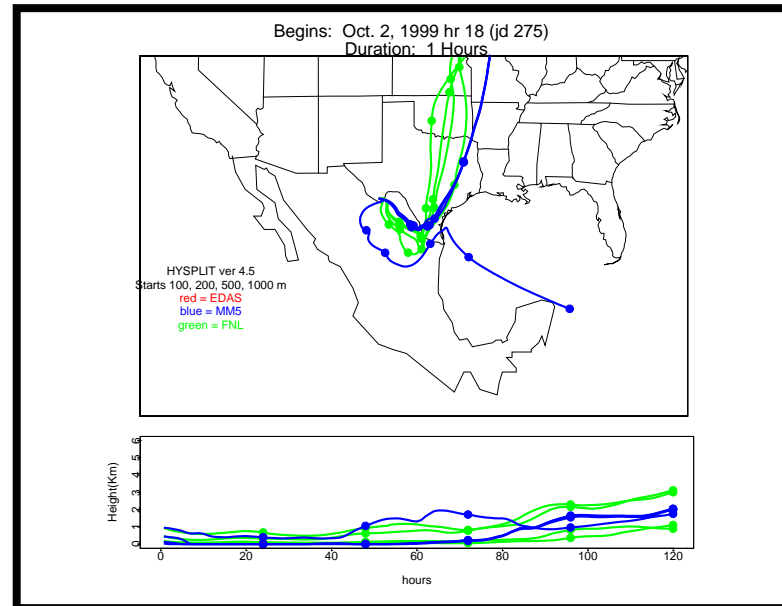 Begins: Oct. 2, 1999 hr 18 (jd 275)
Duration: 1 Hours
HYSPLIT ver 4.5
Starts 100, 200, 500, 1000 m
red = EDAS
blue = MM5
green = FNL
Height(Km)
6
5
4
3
2
1
0
0 20 40 60 80 100 120
hours